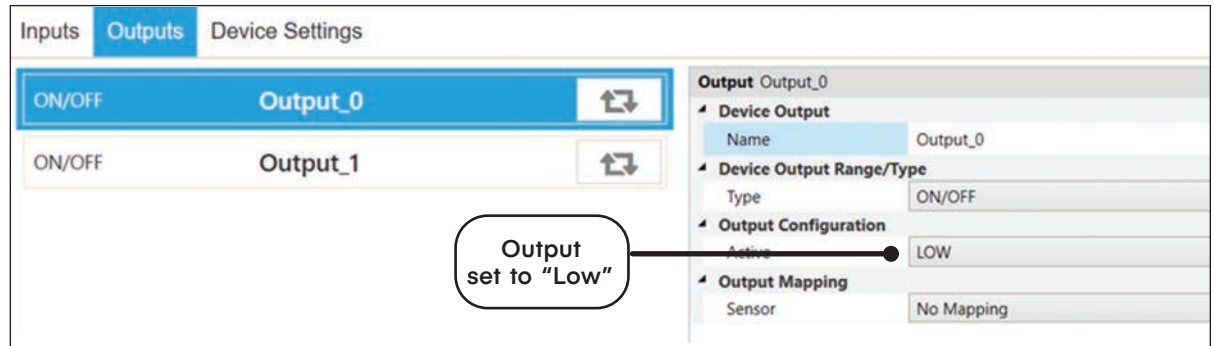 Inputs Outputs Device Settings
ON/OFF Output_0
ON/OFF Output_1
Output Output_0
Device Output
Name Output_0
Device Output Range/Type
Type ON/OFF
Output Configuration
Active LOW
Output Mapping
Sensor No Mapping
Output
set to “Low”